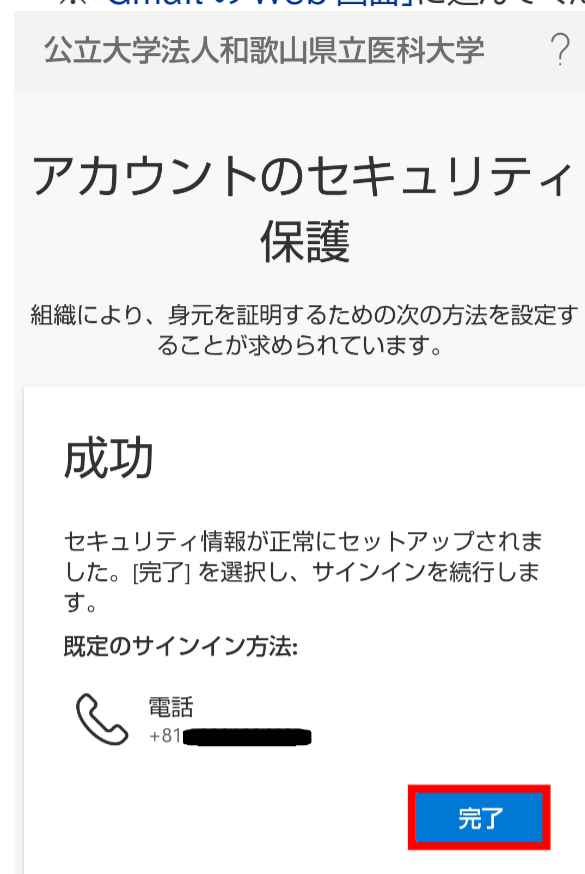 公立大学法人和歌山県立医科大学 ?
アカウントのセキュリティ
保護
組織により、身元を証明するための次の方法を設定す
ることが求められています。
成功
セキュリティ情報が正常にセットアップされま
した。[完了] を選択し、サインインを続行しま
す。
既定のサインイン方法:
電話
+81
完了